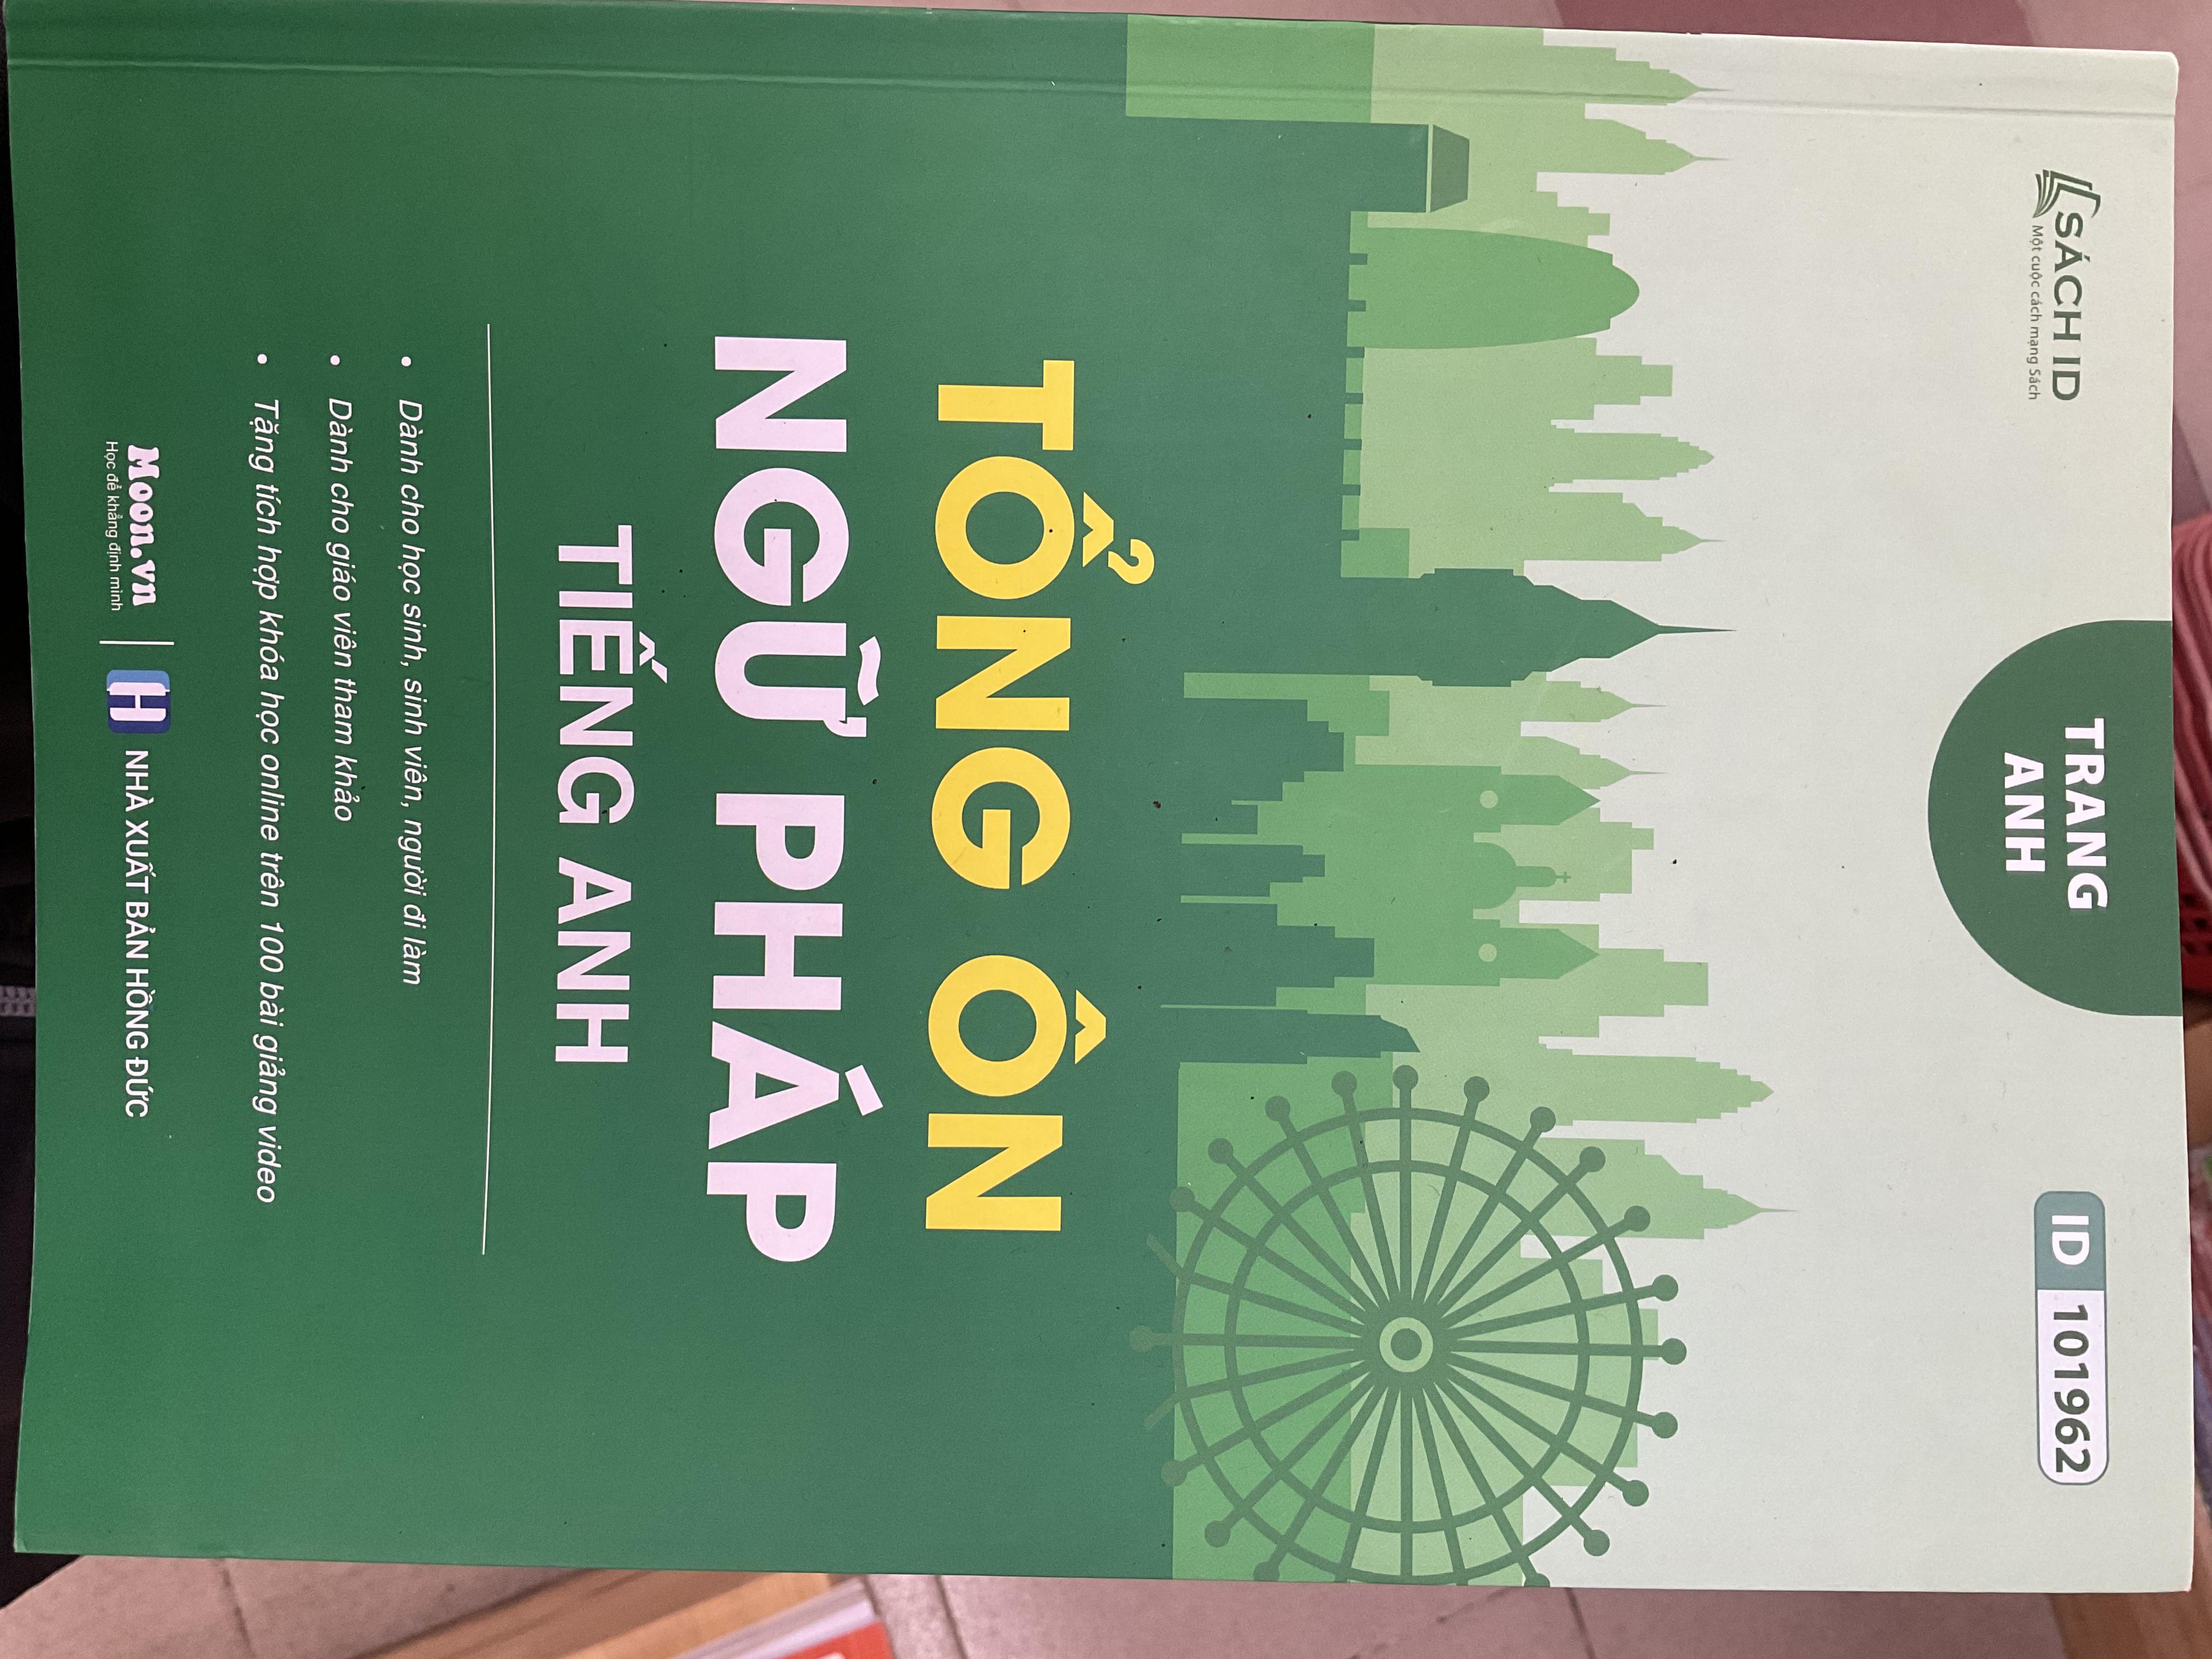 SÁCH ID
Một cuộc cách mạng Sách
TRANG
ANH
ID 101962
TỔNG ÔN
NGỮ PHÁP
TIẾNG ANH
• Dành cho học sinh, sinh viên, người đi làm
• Dành cho giáo viên tham khảo
• Tặng tích hợp khóa học online trên 100 bài giảng video
Moon.vn
Học để khẳng định mình
H NHÀ XUẤT BẢN HỒNG ĐỨC